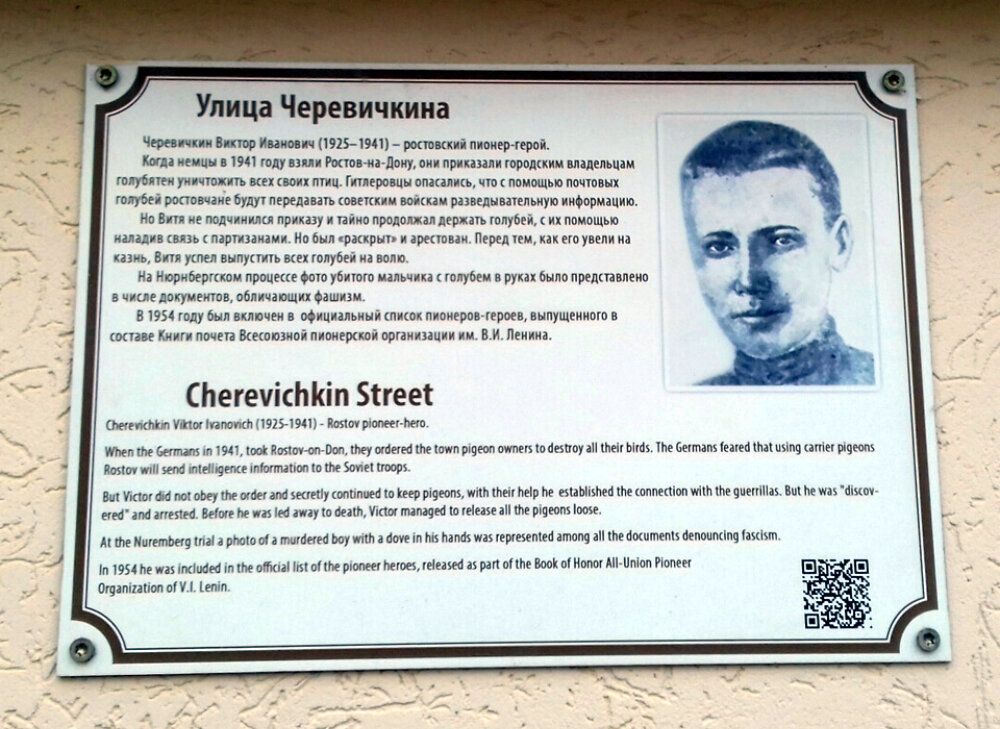 Улица Черевичкина
Черевичкин Виктор Иванович (1925–1941) – ростовский пионер-герой.
Когда немцы в 1941 году взяли Ростов-на-Дону, они приказали городским владельцам
голубятен уничтожить всех своих птиц. Гитлеровцы опасались, что с помощью почтовых
голубей ростовчане будут передавать советским войскам разведывательную информацию.
Но Витя не подчинился приказу и тайно продолжал держать голубей, с их помощью
наладив связь с партизанами. Но был «раскрыт» и арестован. Перед тем, как его увели на
казнь, Витя успел выпустить всех голубей на волю.
На Нюрнбергском процессе фото убитого мальчика с голубем в руках было представлено
в числе документов, обличающих фашизм.
В 1954 году был включен в официальный список пионеров-героев, выпущенного в
составе Книги почета Всесоюзной пионерской организации им. В.И. Ленина.
Cherevichkin Street
Cherevichkin Viktor Ivanovich (1925-1941) - Rostov pioneer-hero.
When the Germans in 1941, took Rostov-on-Don, they ordered the town pigeon owners to destroy all their birds. The Germans feared that using carrier pigeons
Rostov will send intelligence information to the Soviet troops.
But Victor did not obey the order and secretly continued to keep pigeons, with their help he established the connection with the guerrillas. But he was "discov-
ered" and arrested. Before he was led away to death, Victor managed to release all the pigeons loose.
At the Nuremberg trial a photo of a murdered boy with a dove in his hands was represented among all the documents denouncing fascism.
In 1954 he was included in the official list of the pioneer heroes, released as part of the Book of Honor All-Union Pioneer
Organization of V.I. Lenin.